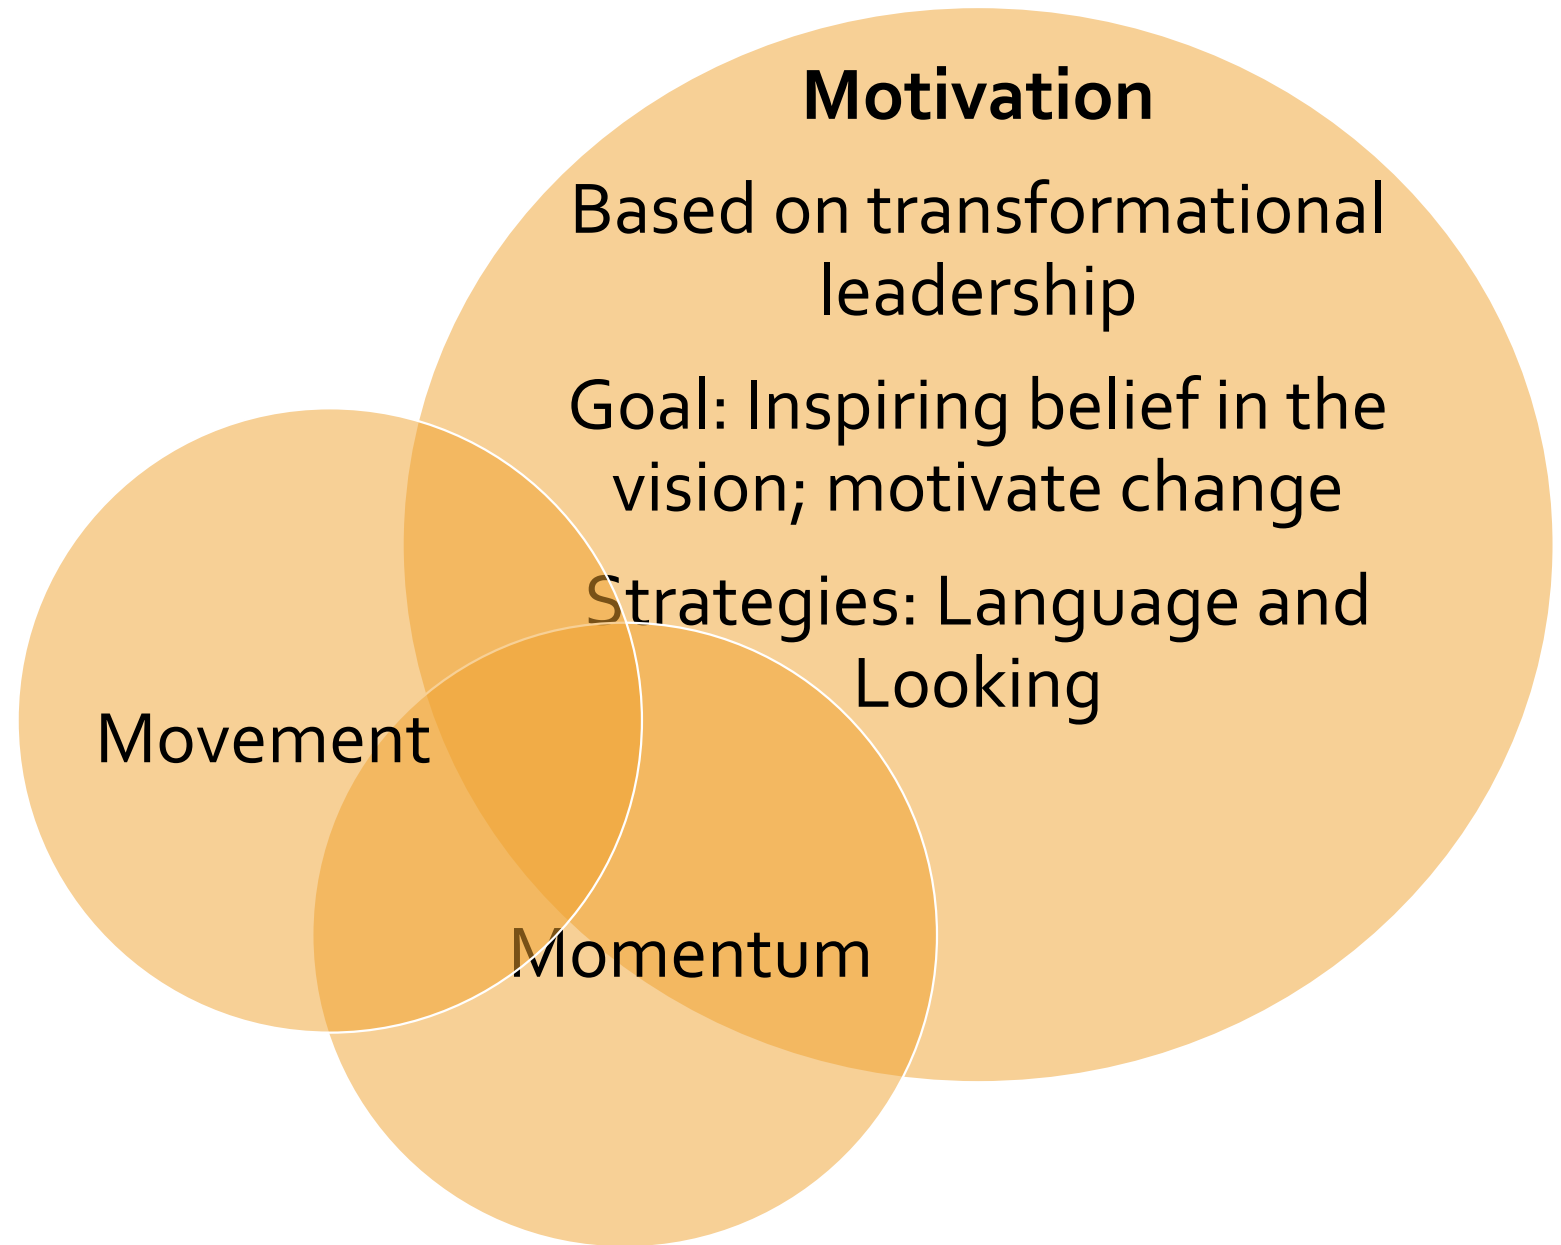 Motivation
Based on transformational
leadership
Goal: Inspiring belief in the
vision; motivate change
Strategies: Language and
Looking
Movement
Momentum